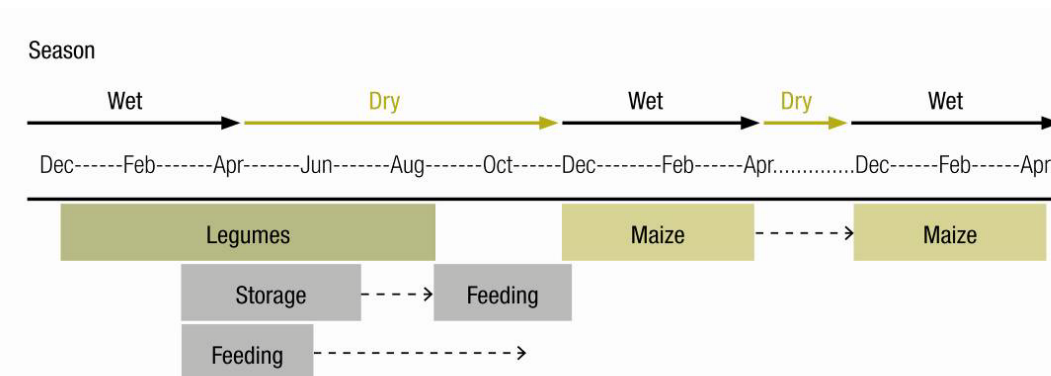 Season
Wet Dry Wet Dry Wet
Dec------Feb-------Apr-------Jun-------Aug-------Oct------Dec-------Feb------Apr..............Dec------Feb------Apr
Legumes Maize Maize
Storage Feeding
Feeding